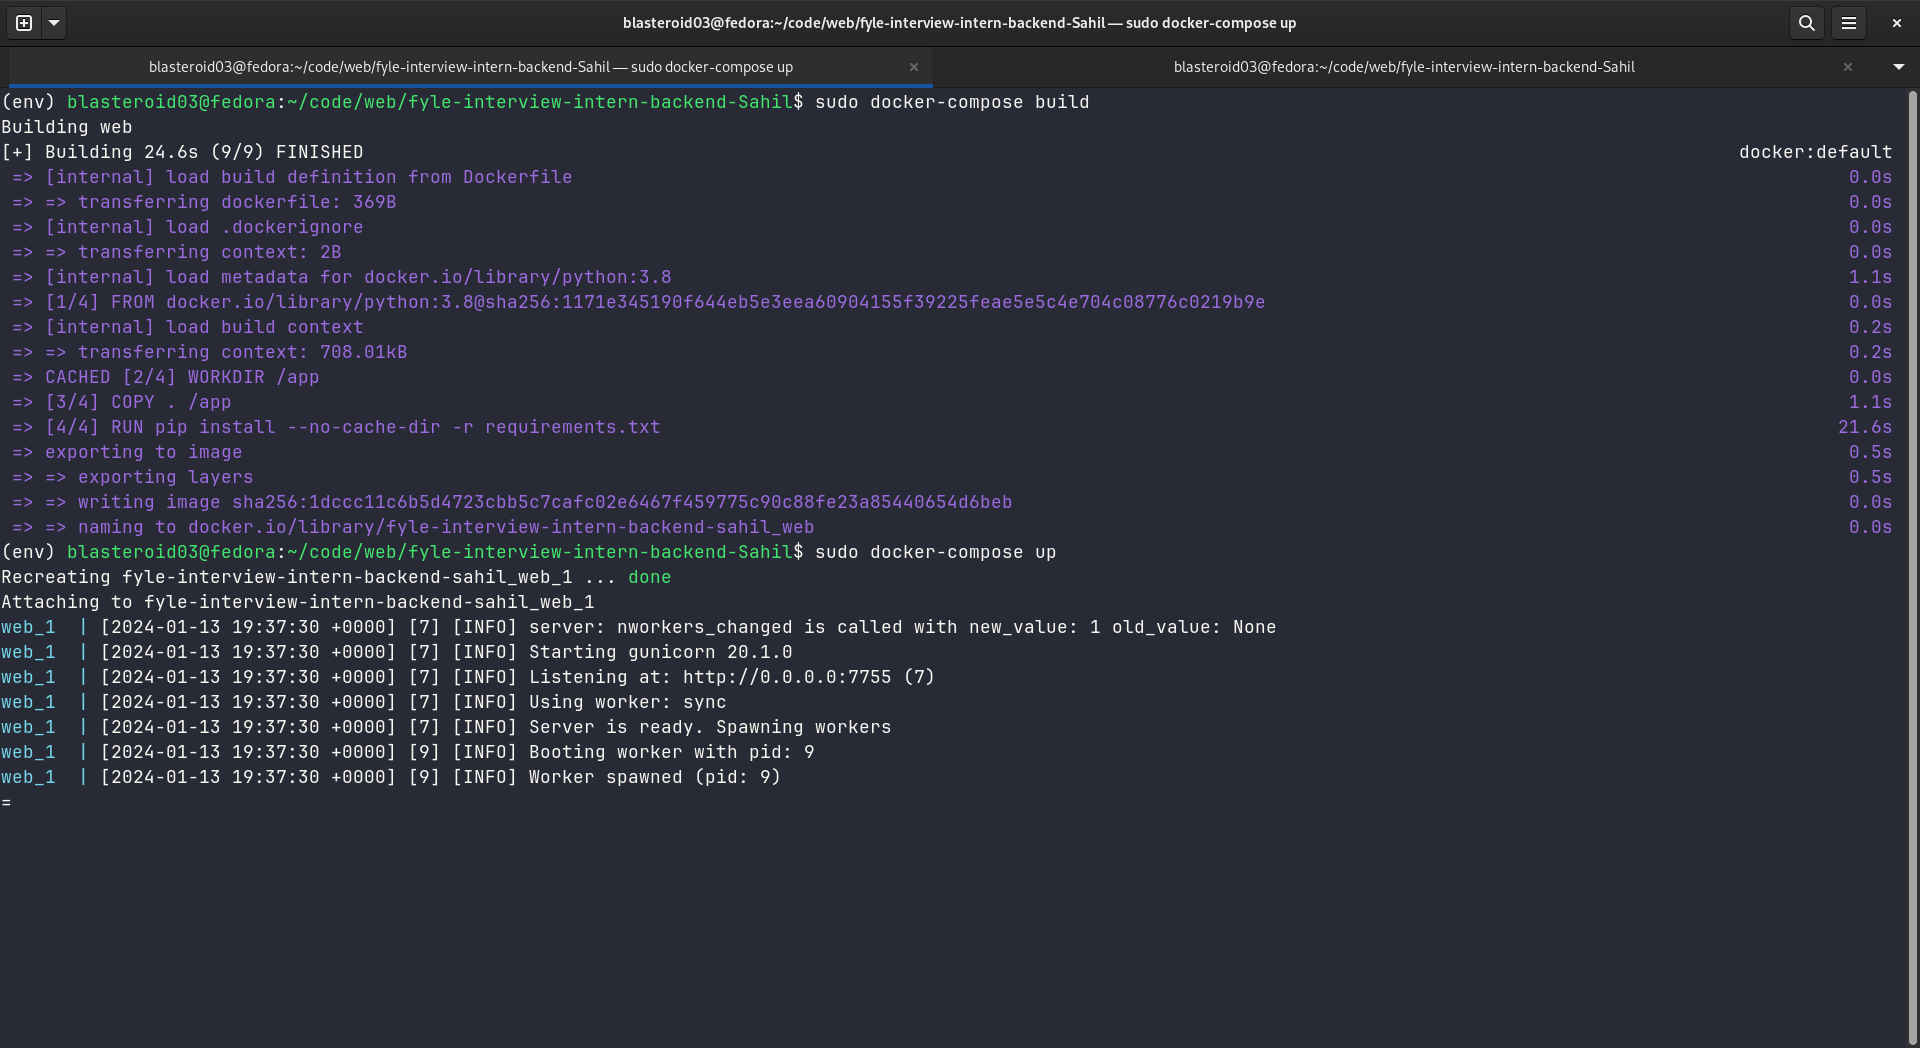 blasteroid03@fedora:~/code/web/fyle-interview-intern-backend-Sahil — sudo docker-compose up
blasteroid03@fedora:~/code/web/fyle-interview-intern-backend-Sahil — sudo docker-compose up
blasteroid03@fedora:~/code/web/fyle-interview-intern-backend-Sahil
(env) blasteroid03@fedora:~/code/web/fyle-interview-intern-backend-Sahil$ sudo docker-compose build
Building web
[+] Building 24.6s (9/9) FINISHED docker:default
=> [internal] load build definition from Dockerfile 0.0s
=> => transferring dockerfile: 369B 0.0s
=> [internal] load .dockerignore 0.0s
=> => transferring context: 2B 0.0s
=> [internal] load metadata for docker.io/library/python:3.8 1.1s
=> [1/4] FROM docker.io/library/python:3.8@sha256:1171e345190f644eb5e3eea60904155f39225feae5e5c4e704c08776c0219b9e 0.0s
=> [internal] load build context 0.2s
=> => transferring context: 708.01kB 0.2s
=> CACHED [2/4] WORKDIR /app 0.0s
=> [3/4] COPY . /app 1.1s
=> [4/4] RUN pip install --no-cache-dir -r requirements.txt 21.6s
=> exporting to image 0.5s
=> => exporting layers 0.5s
=> => writing image sha256:1dccc11c6b5d4723cbb5c7cafc02e6467f459775c90c88fe23a85440654d6beb 0.0s
=> => naming to docker.io/library/fyle-interview-intern-backend-sahil_web 0.0s
(env) blasteroid03@fedora:~/code/web/fyle-interview-intern-backend-Sahil$ sudo docker-compose up
Recreating fyle-interview-intern-backend-sahil_web_1 ... done
Attaching to fyle-interview-intern-backend-sahil_web_1
web_1 | [2024-01-13 19:37:30 +0000] [7] [INFO] server: nworkers_changed is called with new_value: 1 old_value: None
web_1 | [2024-01-13 19:37:30 +0000] [7] [INFO] Starting gunicorn 20.1.0
web_1 | [2024-01-13 19:37:30 +0000] [7] [INFO] Listening at: http://0.0.0.0:7755 (7)
web_1 | [2024-01-13 19:37:30 +0000] [7] [INFO] Using worker: sync
web_1 | [2024-01-13 19:37:30 +0000] [7] [INFO] Server is ready. Spawning workers
web_1 | [2024-01-13 19:37:30 +0000] [9] [INFO] Booting worker with pid: 9
web_1 | [2024-01-13 19:37:30 +0000] [9] [INFO] Worker spawned (pid: 9)
=